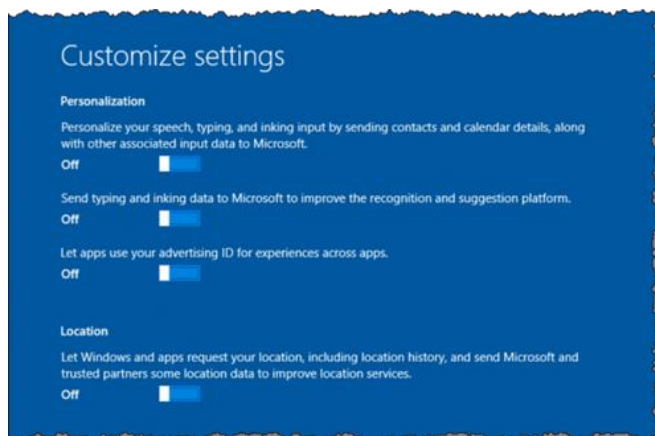 Customize settings
Personalization
Personalize your speech, typing, and inking input by sending contacts and calendar details, along
with other associated input data to Microsoft.
Off
Send typing and inking data to Microsoft to improve the recognition and suggestion platform.
Off
Let apps use your advertising ID for experiences across apps.
Off
Location
Let Windows and apps request your location, including location history, and send Microsoft and
trusted partners some location data to improve location services.
Off